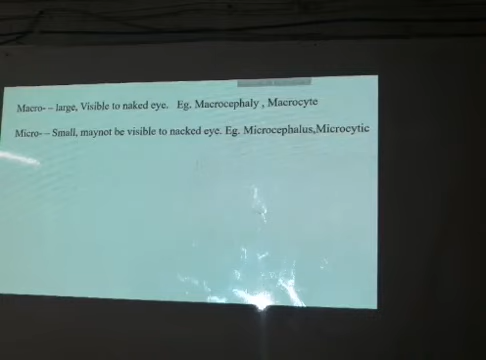 Macro- – large, Visible to naked eye. Eg. Macrocephaly , Macrocyte
Micro- – Small, maynot be visible to nacked eye. Eg. Microcephalus,Microcytic